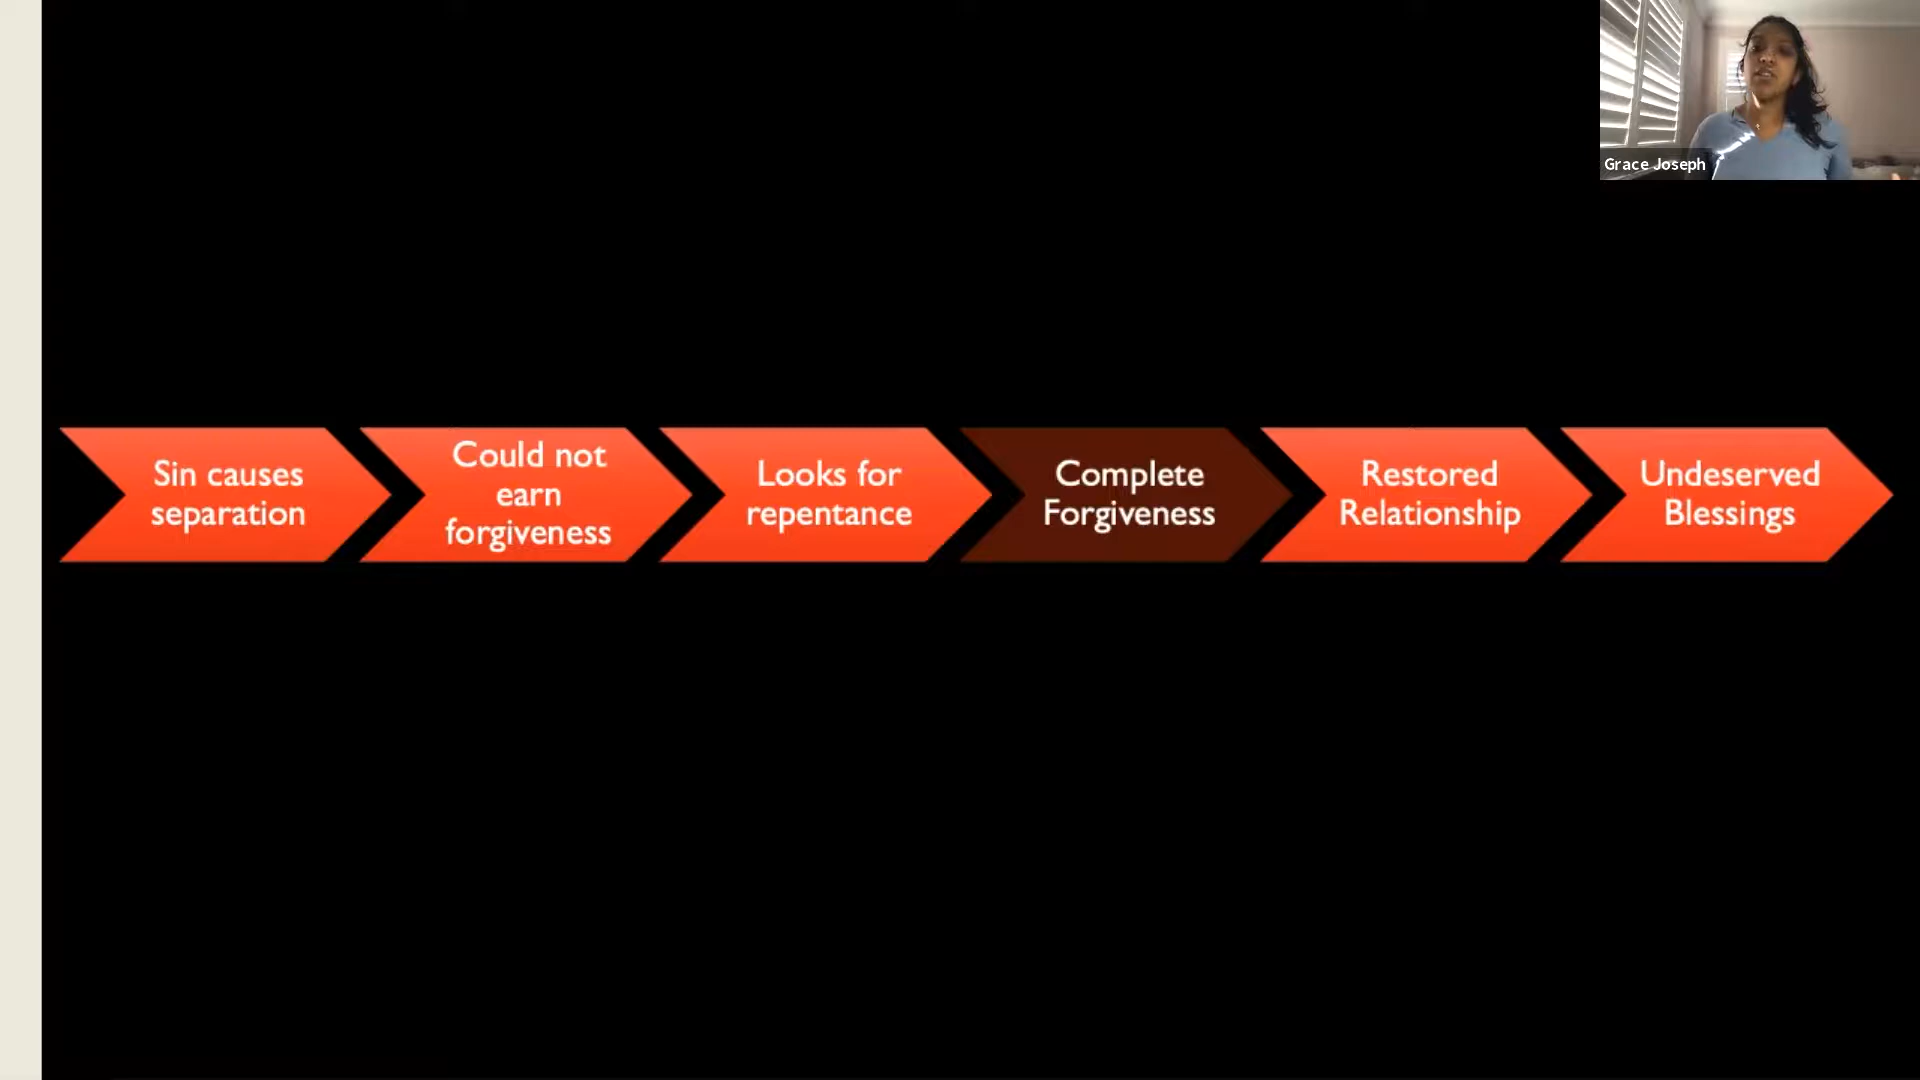 Grace Joseph
Sin causes
separation
Could not
earn
forgiveness
Looks for
repentance
Complete
Forgiveness
Restored
Relationship
Undeserved
Blessings